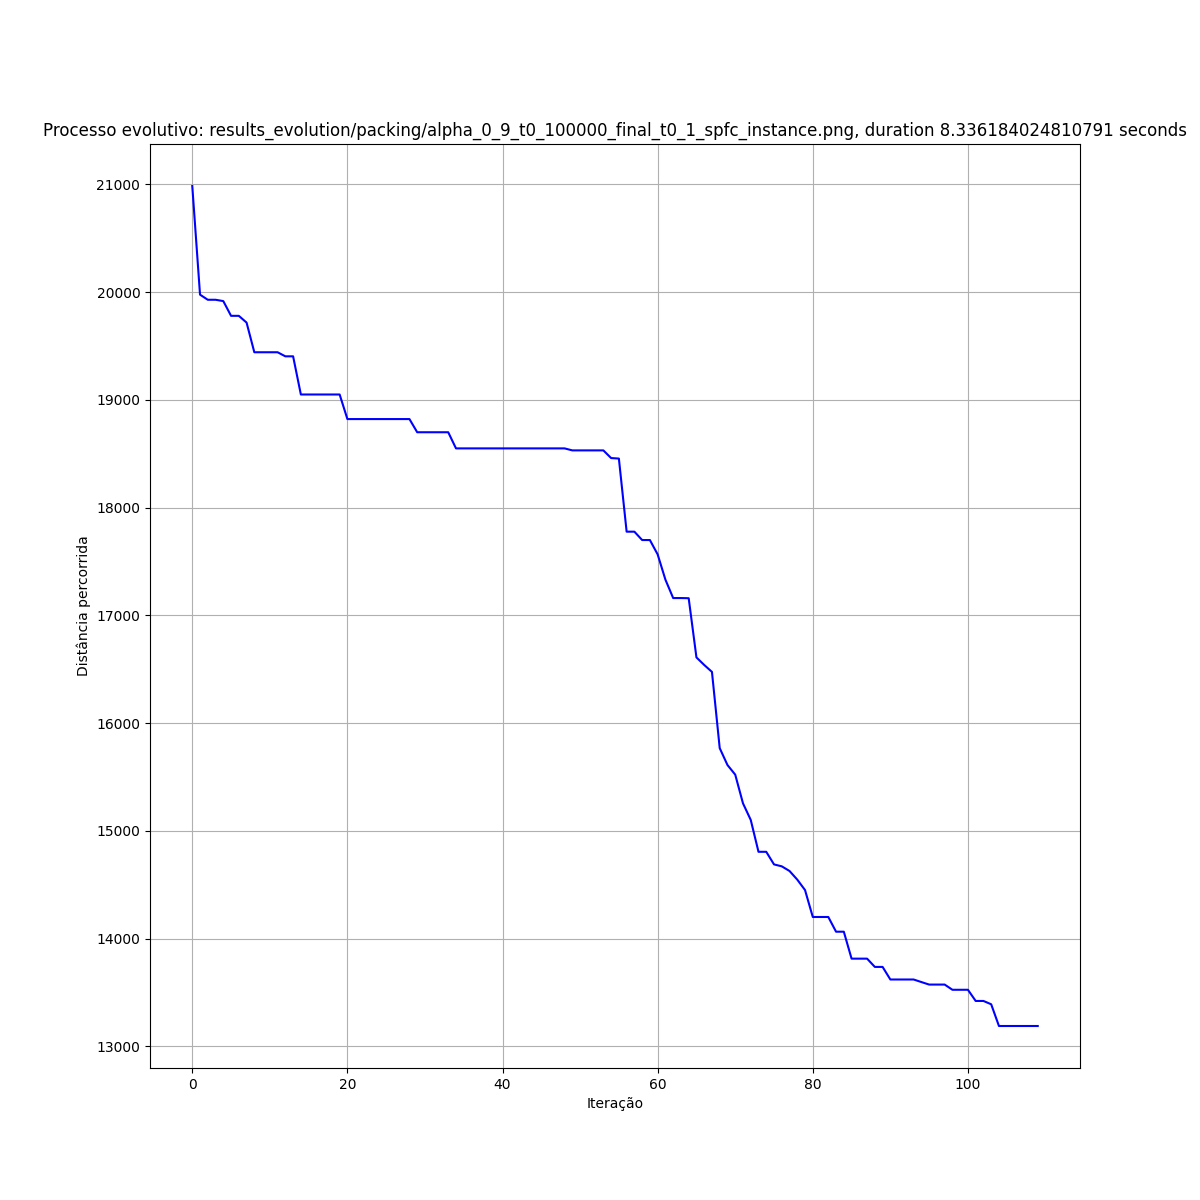 Processo evolutivo: results_evolution/packing/alpha_0_9_t0_100000_final_t0_1_spfc_instance.png, duration 8.336184024810791 seconds
21000
20000
19000
18000
17000
16000
15000
14000
13000
Distância percorrida
0 20 40 60 80 100
Iteração